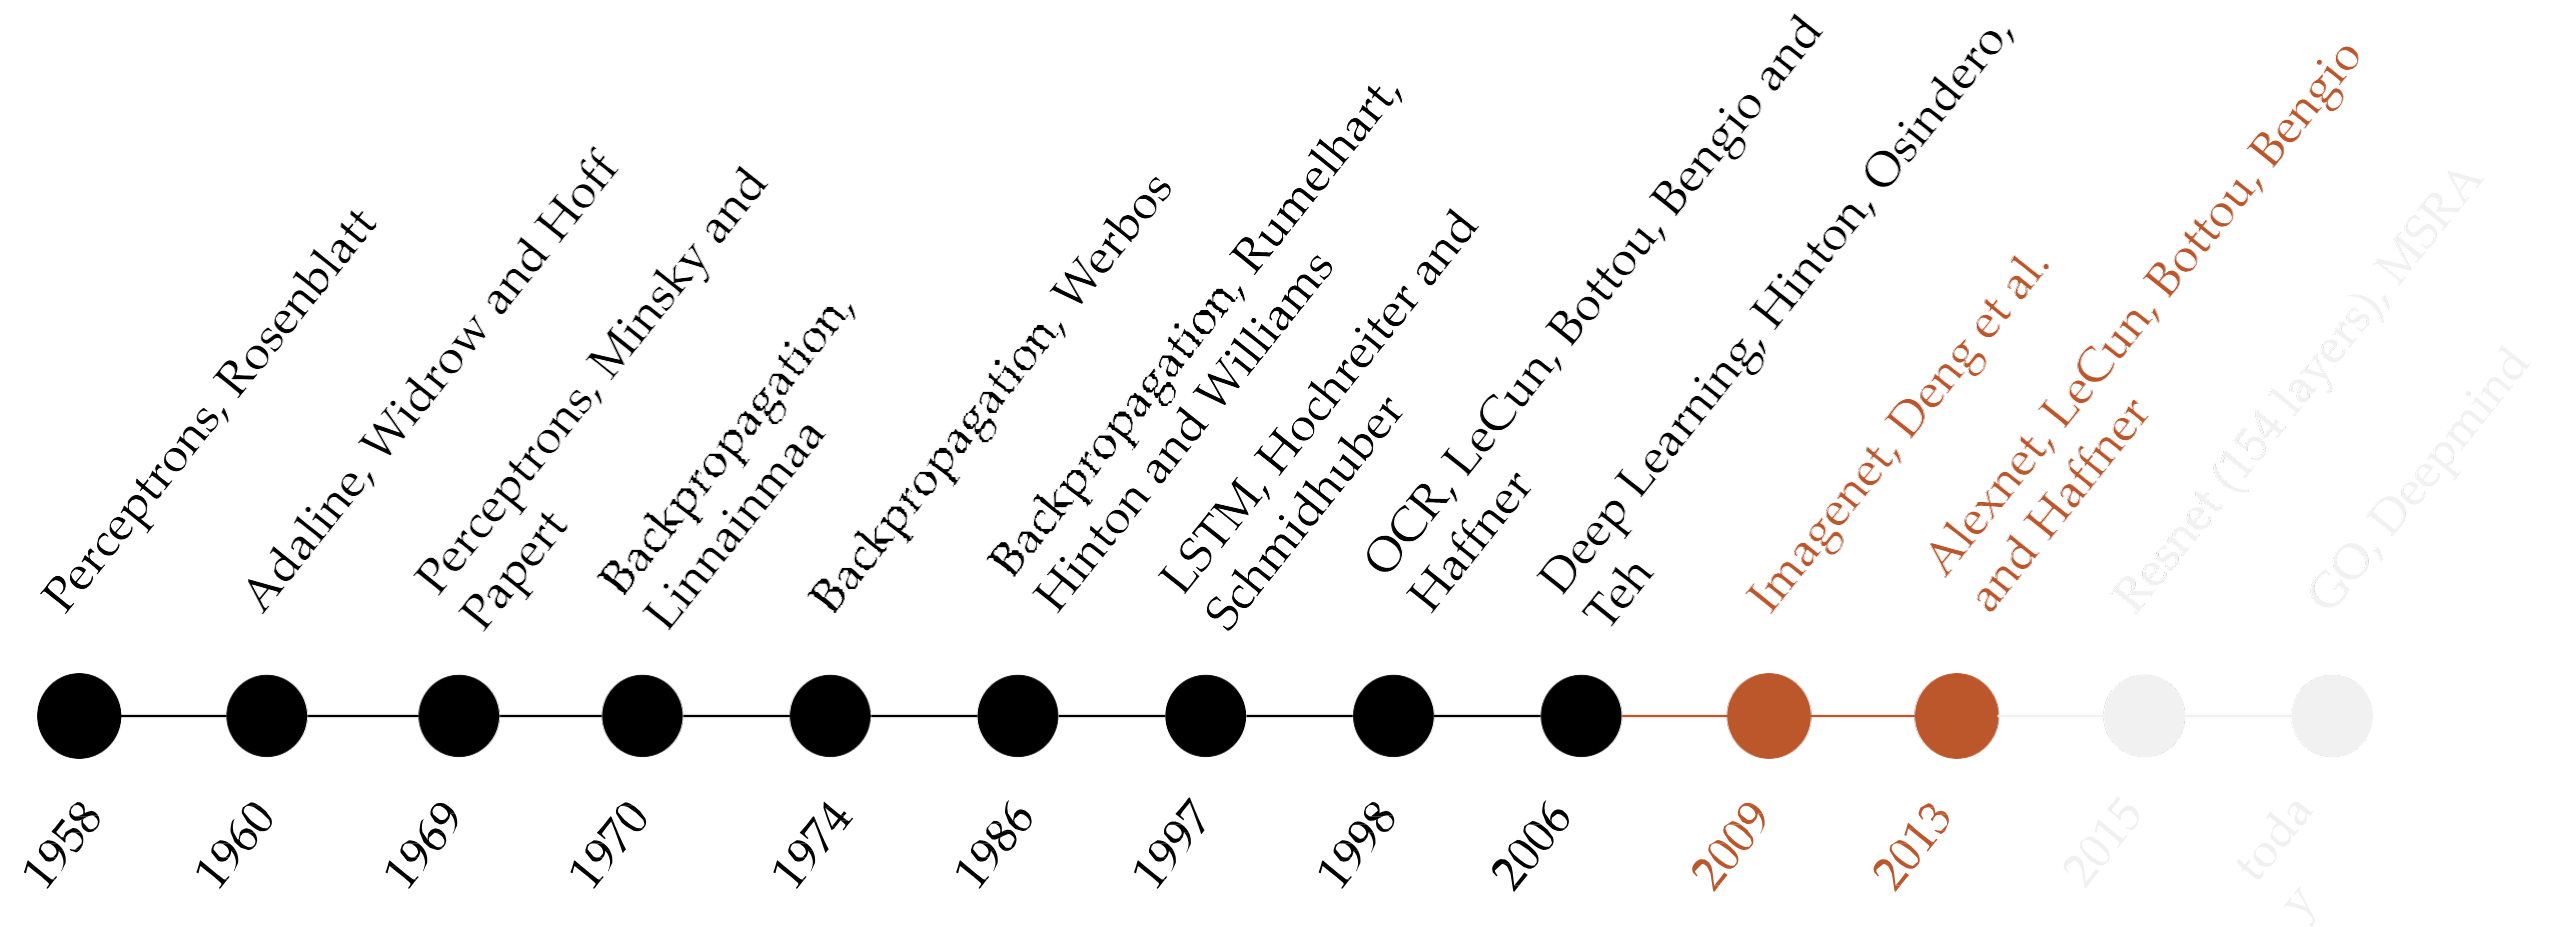 Perceptrons, Rosenblatt
Adaline, Widrow and Hoff
Perceptrons, Minsky and
Papert
Backpropagation,
Linnainmaa
Backpropagation, Werbos
Backpropagation, Rumelhart,
Hinton and Williams
LSTM, Hochreiter and
Schmidhuber
OCR, LeCun, Bottou, Bengio and
Haffner
Deep Learning, Hinton, Osindero,
Teh
Imagenet, Deng et al.
Alexnet, LeCun, Bottou, Bengio
and Haffner
Resnet (154 layers), MSRA
GO, Deepmind
1958
1960
1969
1970
1974
1986
1997
1998
2006
2009
2013
2015
toda
y